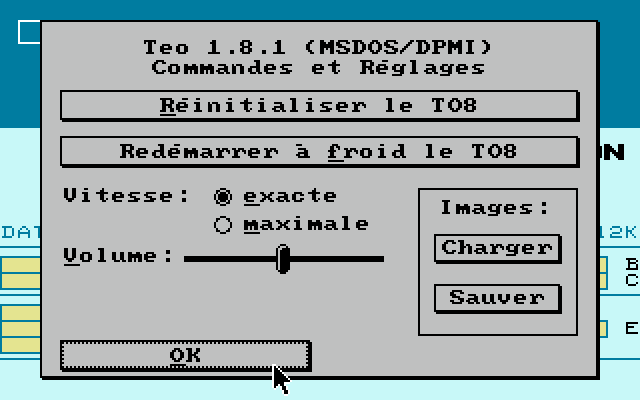 Teo 1.8.1 (MSDOS/DPMI)
Commandes et Réglages
Réinitialiser le TO8
Redémarrer à froid le TO8
Vitesse: exacte
maximale
Images:
Volume:
Charger
Sauver
OK
N
DAT
12K
B
C
E